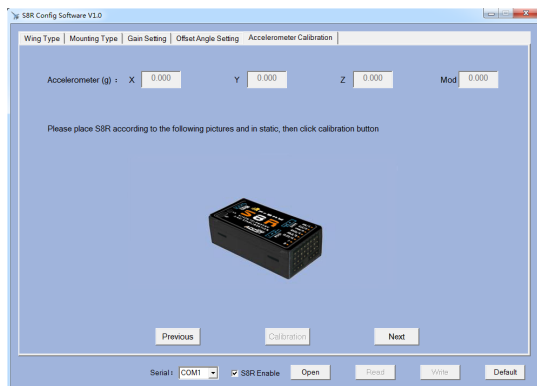 S8R Config Software V1.0
Wing Type Mounting Type Gain Setting Offset Angle Setting Accelerometer Calibration
Accelerometer (g) : X 0.000 Y 0.000 Z 0.000 Mod 0.000
Please place S8R according to the following pictures and in static, then click calibration button
S8R
Previous Calibration Next
Serial: COM1 S8R Enable Open Read Write Default